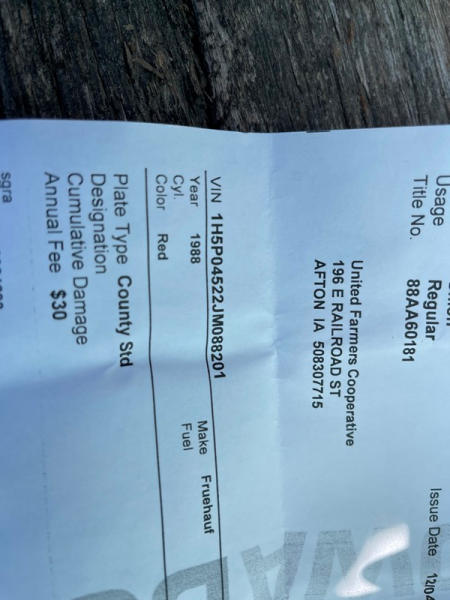 Usage Regular
Title No. 88AA60181
Issue Date
United Farmers Cooperative
196 E RAILROAD ST
AFTON IA 508307715
VIN 1H5P04522JM088201
Year 1988 Make Fruehauf
Cyl. Fuel
Color Red
Plate Type County Std
Designation
Cumulative Damage
Annual Fee $30
sgra